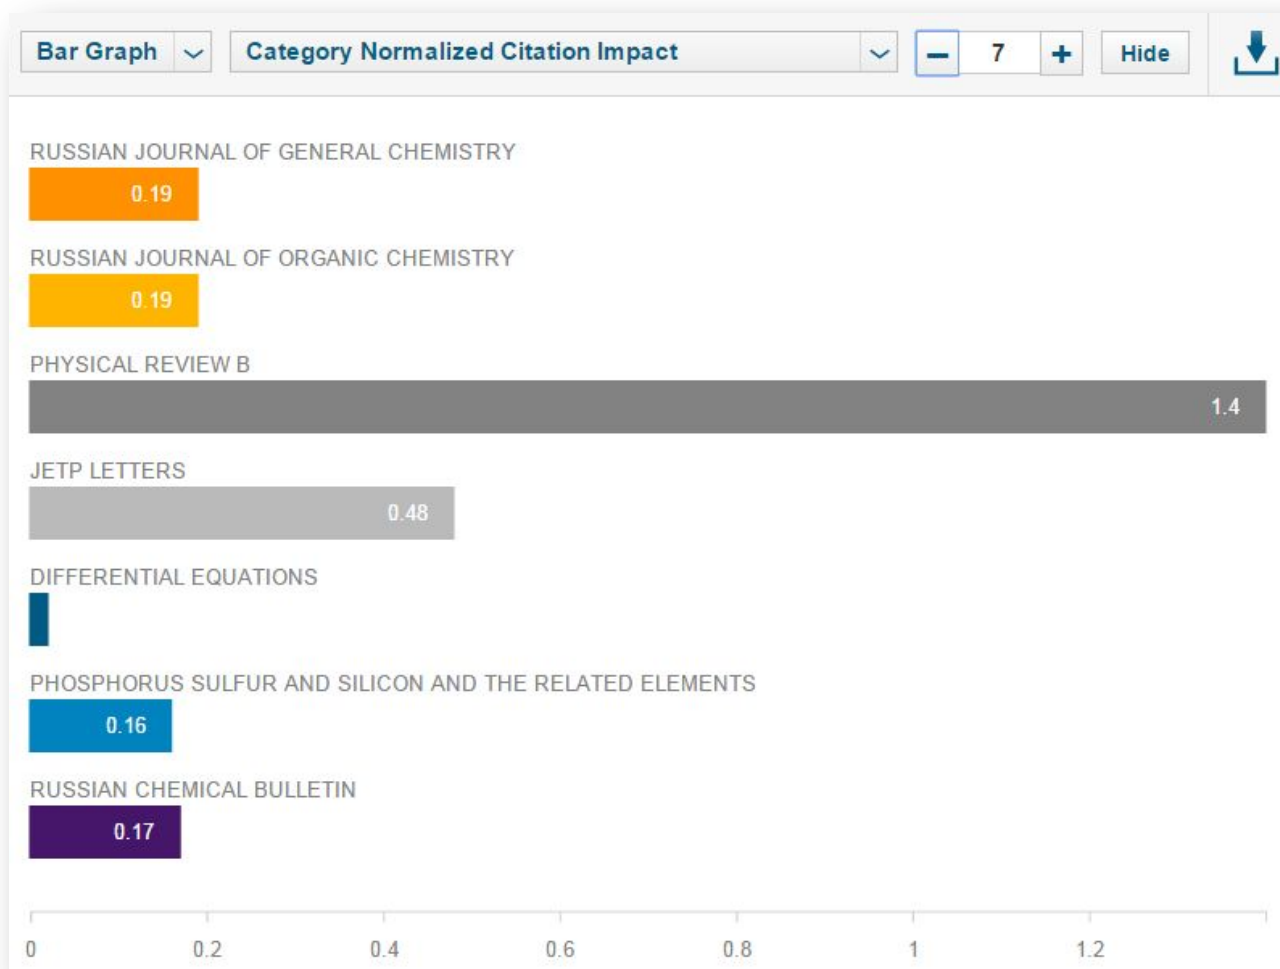 Bar Graph Category Normalized Citation Impact 7 Hide
RUSSIAN JOURNAL OF GENERAL CHEMISTRY
0.19
RUSSIAN JOURNAL OF ORGANIC CHEMISTRY
0.19
PHYSICAL REVIEW B
1.4
JETP LETTERS
0.48
DIFFERENTIAL EQUATIONS
PHOSPHORUS SULFUR AND SILICON AND THE RELATED ELEMENTS
0.16
RUSSIAN CHEMICAL BULLETIN
0.17
0 0.2 0.4 0.6 0.8 1 1.2